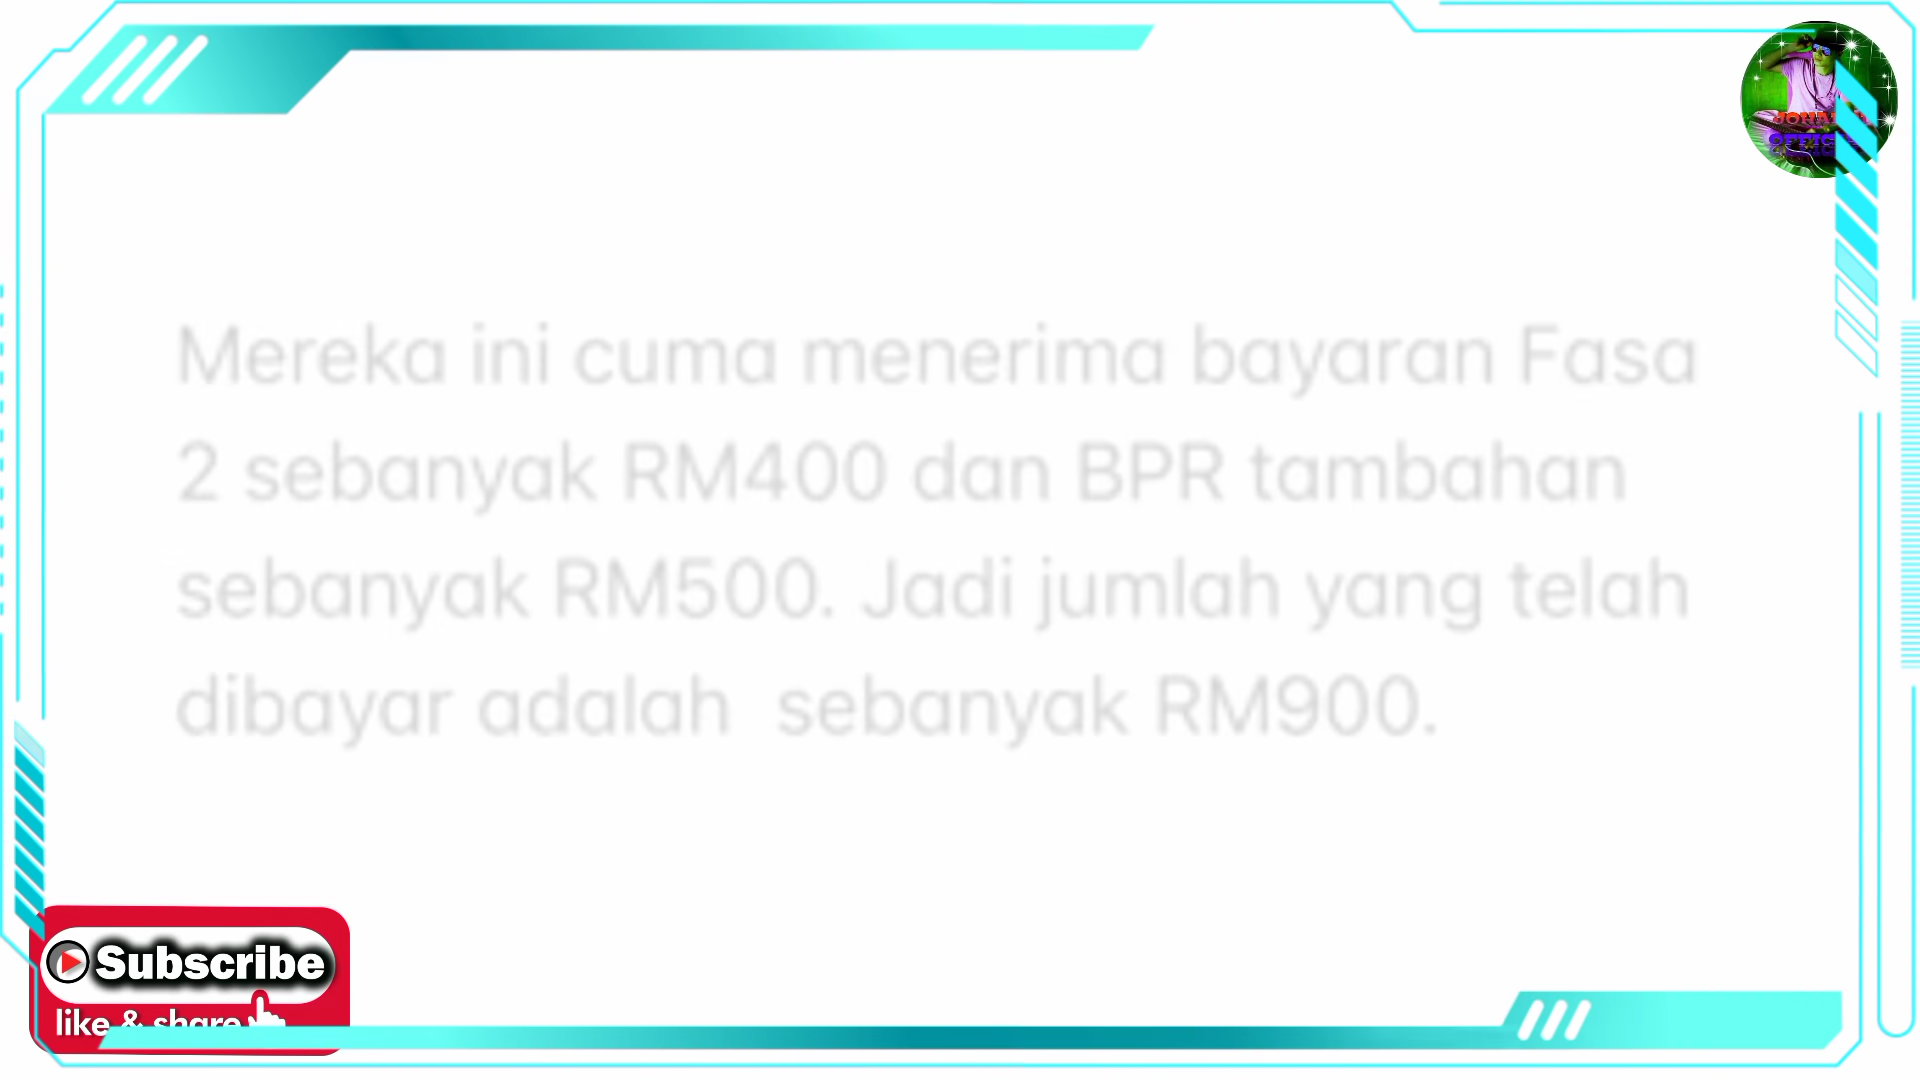 Mereka ini cuma menerima bayaran Fasa
2 sebanyak RM400 dan BPR tambahan
sebanyak RM500. Jadi jumlah yang telah
dibayar adalah sebanyak RM900.
Subscribe
like & share